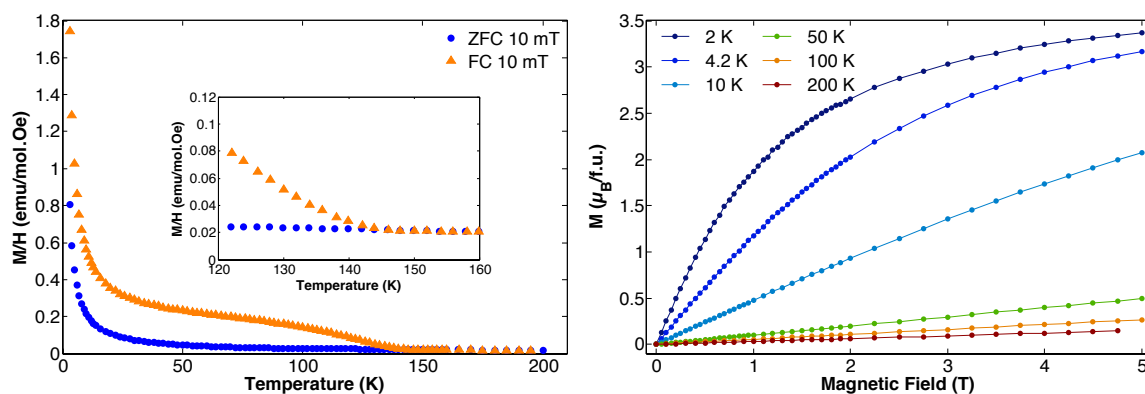 1.8
1.6
1.4
1.2
1
0.8
0.6
0.4
0.2
0
M/H (emu/mol.Oe)
ZFC 10 mT
FC 10 mT
0.12
0.1
0.08
0.06
0.04
0.02
0
M/H (emu/mol.Oe)
120 130 140 150 160
Temperature (K)
0 50 100 150 200
Temperature (K)
3.5
3
2.5
2
1.5
1
0.5
0
M (μB/f.u.)
2 K 50 K
4.2 K 100 K
10 K 200 K
0 1 2 3 4 5
Magnetic Field (T)